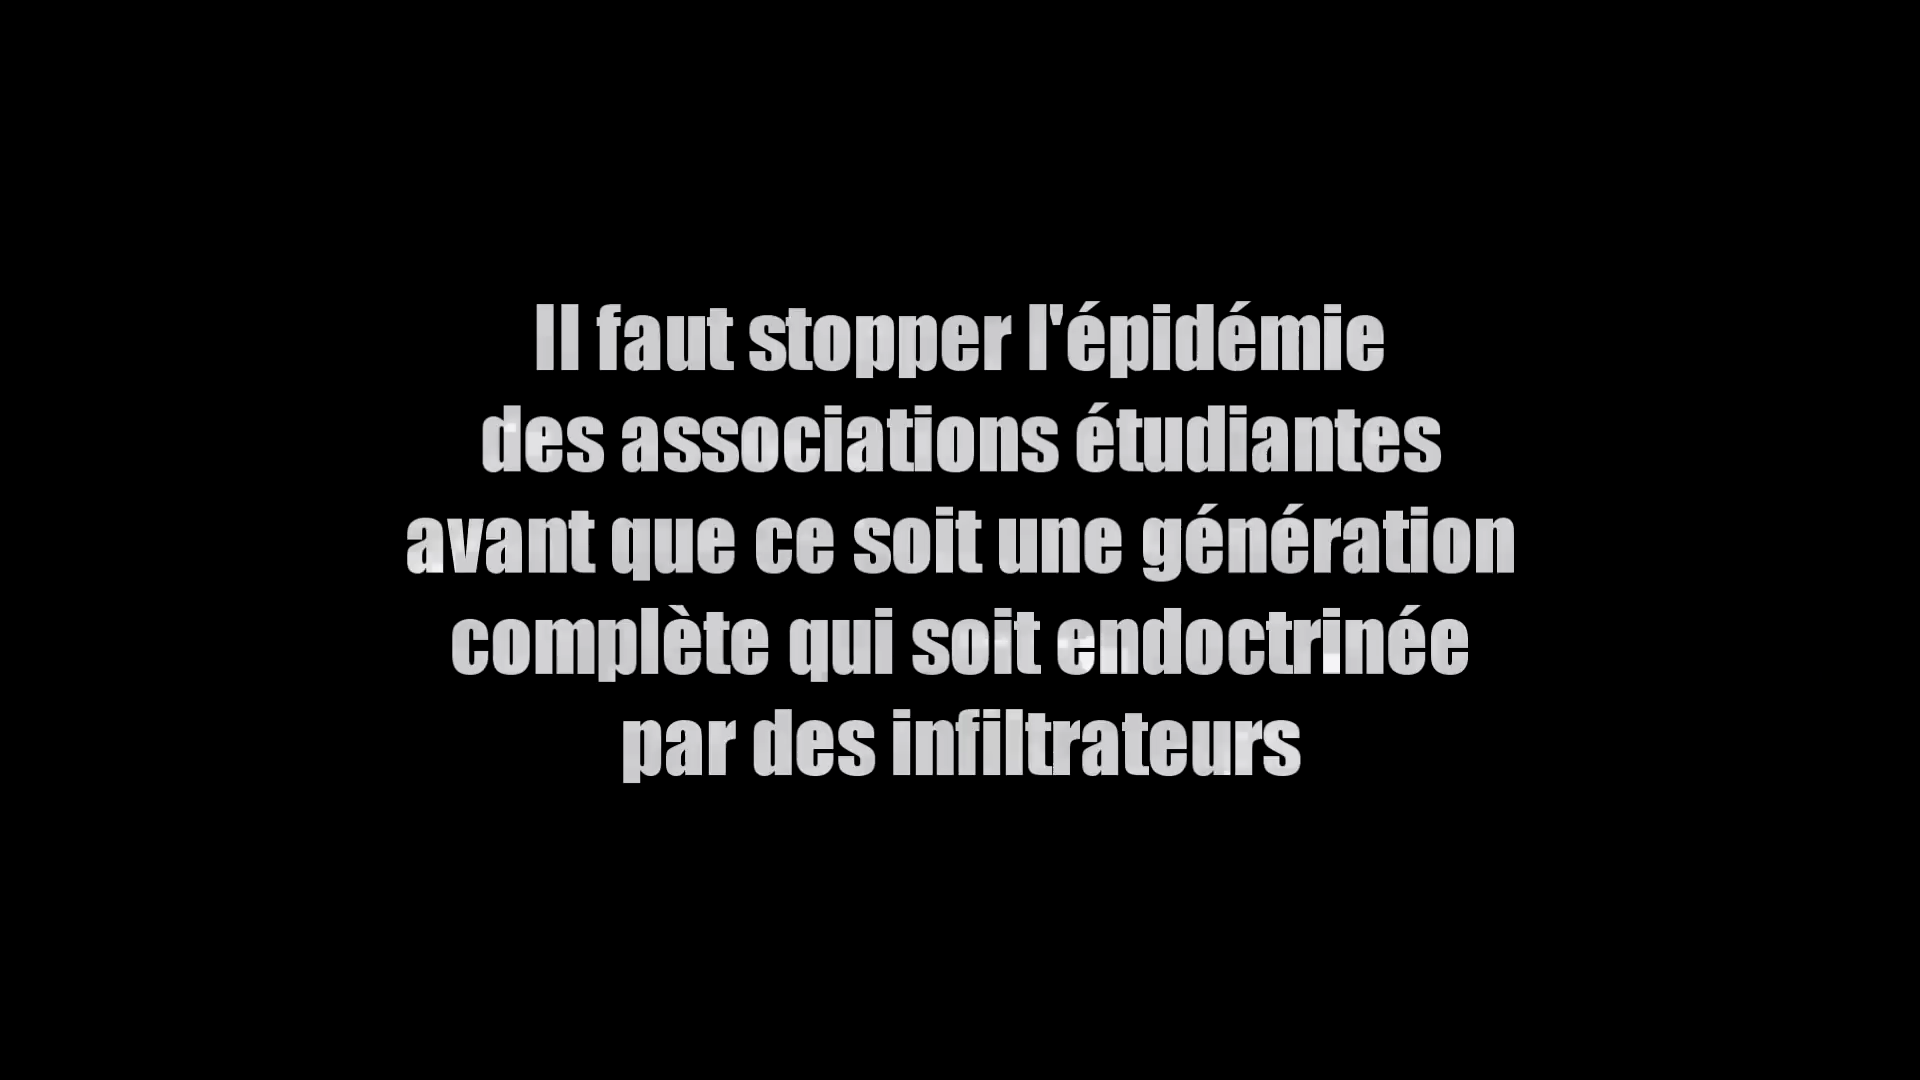 Il faut stopper l'épidémie
des associations étudiantes
avant que ce soit une génération
complète qui soit endoctrinée
par des infiltrateurs